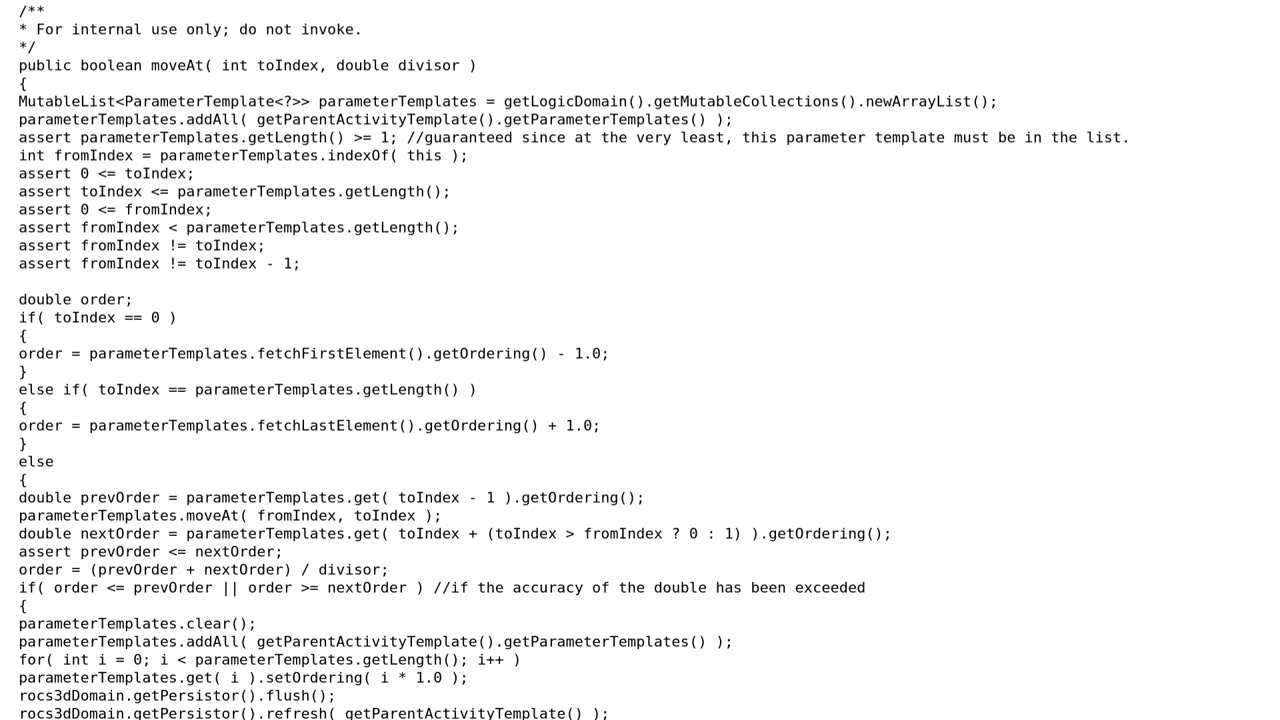 /**
* For internal use only; do not invoke.
*/
public boolean moveAt( int toIndex, double divisor )
{
MutableList<ParameterTemplate<?>> parameterTemplates = getLogicDomain().getMutableCollections().newArrayList();
parameterTemplates.addAll( getParentActivityTemplate().getParameterTemplates() );
assert parameterTemplates.getLength() >= 1; //guaranteed since at the very least, this parameter template must be in the list.
int fromIndex = parameterTemplates.indexOf( this );
assert 0 <= toIndex;
assert toIndex <= parameterTemplates.getLength();
assert 0 <= fromIndex;
assert fromIndex < parameterTemplates.getLength();
assert fromIndex != toIndex;
assert fromIndex != toIndex - 1;

double order;
if( toIndex == 0 )
{
order = parameterTemplates.fetchFirstElement().getOrdering() - 1.0;
}
else if( toIndex == parameterTemplates.getLength() )
{
order = parameterTemplates.fetchLastElement().getOrdering() + 1.0;
}
else
{
double prevOrder = parameterTemplates.get( toIndex - 1 ).getOrdering();
parameterTemplates.moveAt( fromIndex, toIndex );
double nextOrder = parameterTemplates.get( toIndex + (toIndex > fromIndex ? 0 : 1) ).getOrdering();
assert prevOrder <= nextOrder;
order = (prevOrder + nextOrder) / divisor;
if( order <= prevOrder || order >= nextOrder ) //if the accuracy of the double has been exceeded
{
parameterTemplates.clear();
parameterTemplates.addAll( getParentActivityTemplate().getParameterTemplates() );
for( int i = 0; i < parameterTemplates.getLength(); i++ )
parameterTemplates.get( i ).setOrdering( i * 1.0 );
rocs3dDomain.getPersistor().flush();
rocs3dDomain.getPersistor().refresh( getParentActivityTemplate() );